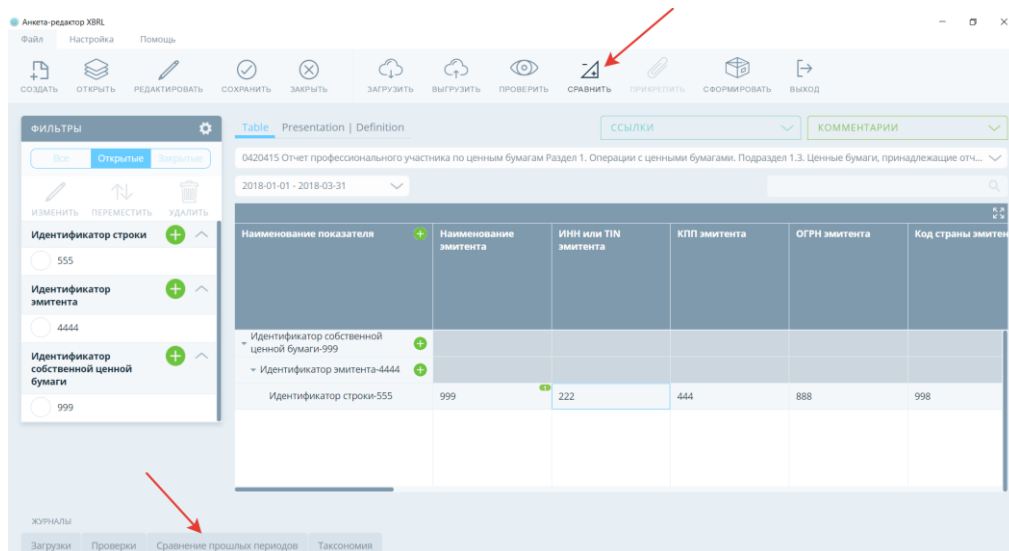 Анкета-редактор XBRL
Файл Настройка Помощь
СОЗДАТЬ ОТКРЫТЬ РЕДАКТИРОВАТЬ СОХРАНИТЬ ЗАКРЫТЬ ЗАГРУЗИТЬ ВЫГРУЗИТЬ ПРОВЕРИТЬ СРАВНИТЬ ПРИКРЕПИТЬ СФОРМИРОВАТЬ ВЫХОД
ФИЛЬТРЫ
Все Открытые Закрытые
ИЗМЕНИТЬ ПЕРЕМЕСТИТЬ УДАЛИТЬ
Идентификатор строки
555
Идентификатор
эмитента
4444
Идентификатор
собственной ценной
бумаги
999
Table Presentation | Definition
ССЫЛКИ
КОММЕНТАРИИ
0420415 Отчет профессионального участника по ценным бумагам Раздел 1. Операции с ценными бумагами. Подраздел 1.3. Ценные бумаги, принадлежащие отч...
2018-01-01 - 2018-03-31
Наименование показателя
Наименование
эмитента
ИНН или TIN
эмитента
КПП эмитента
ОГРН эмитента
Код страны эмитен
Идентификатор собственной
ценной бумаги-999
Идентификатор эмитента-4444
Идентификатор строки-555 999 222 444 888 998
ЖУРНАЛЫ
Загрузки Проверки Сравнение прошлых периодов Таксономия